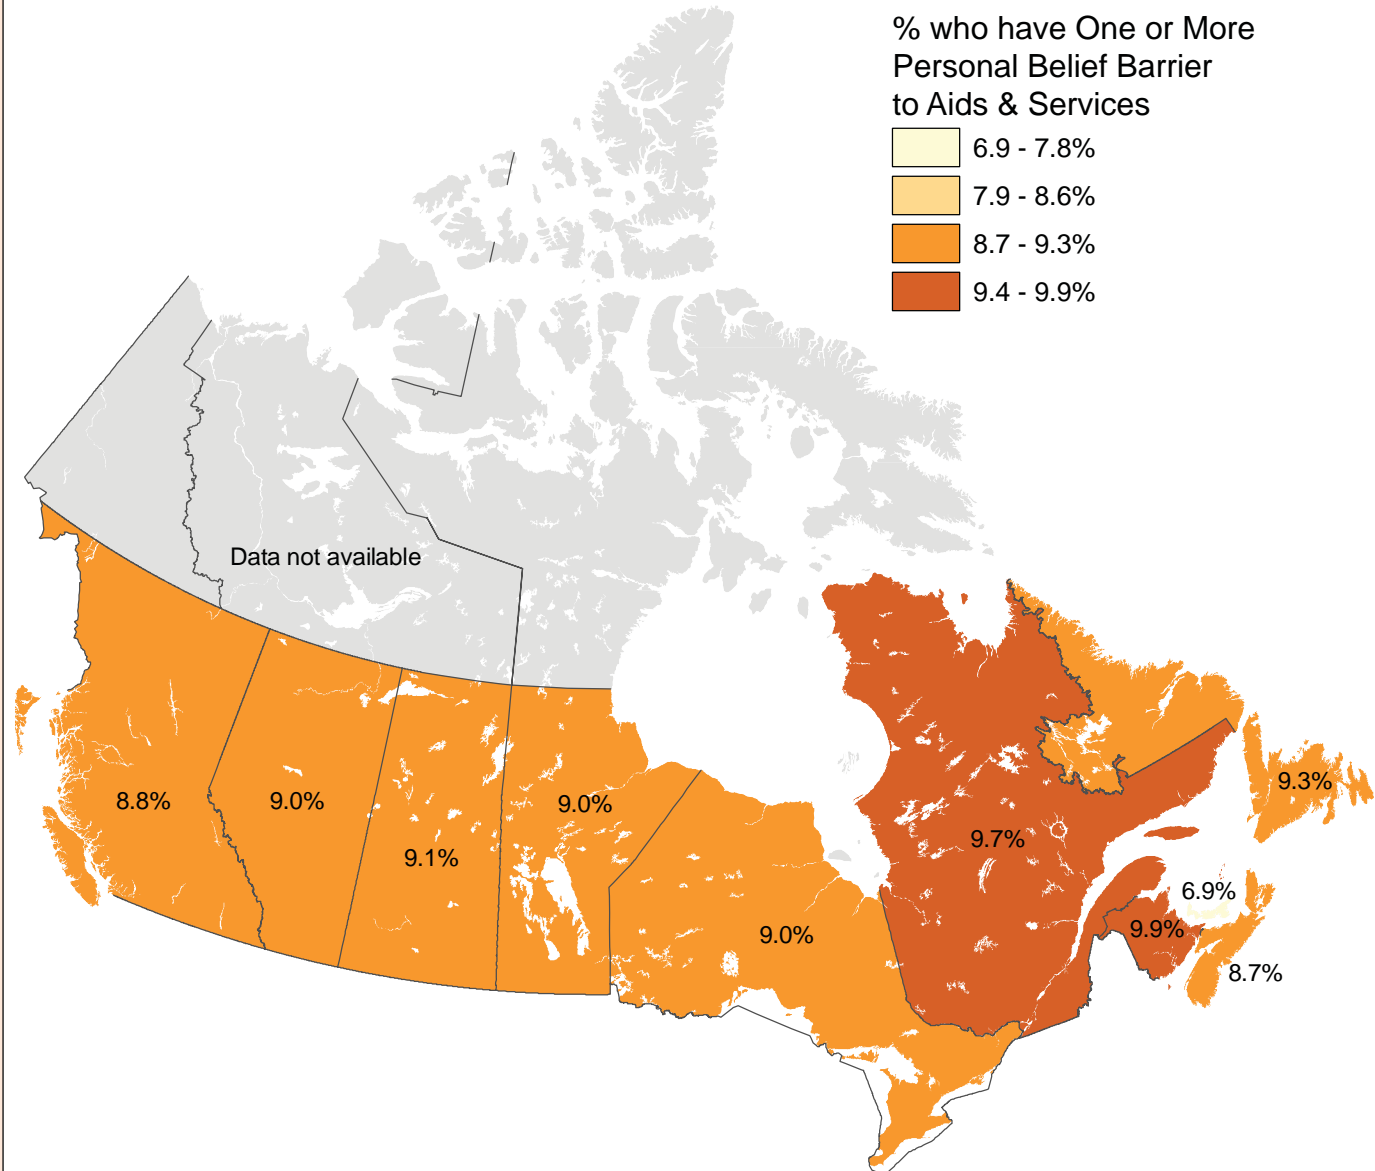 % who have One or More
Personal Belief Barrier
to Aids & Services
6.9 - 7.8%
7.9 - 8.6%
8.7 - 9.3%
9.4 - 9.9%
Data not available
8.8%
9.0%
9.1%
9.0%
9.0%
9.7%
9.3%
6.9%
9.9%
8.7%